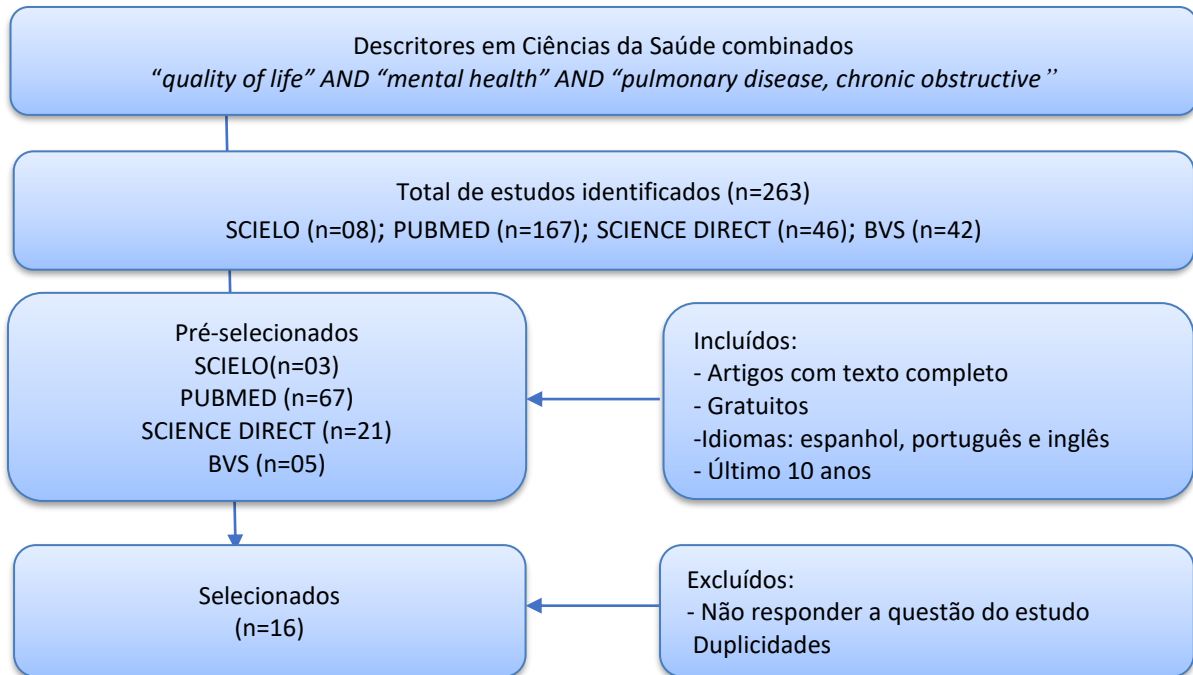 Descritores em Ciências da Saúde combinados
“quality of life” AND “mental health” AND “pulmonary disease, chronic obstructive”
Total de estudos identificados (n=263)
SCIELO (n=08); PUBMED (n=167); SCIENCE DIRECT (n=46); BVS (n=42)
Pré-selecionados
SCIELO(n=03)
PUBMED (n=67)
SCIENCE DIRECT (n=21)
BVS (n=05)
Incluídos:
- Artigos com texto completo
- Gratuitos
-Idiomas: espanhol, português e inglês
- Último 10 anos
Selecionados
(n=16)
Excluídos:
- Não responder a questão do estudo
Duplicidades